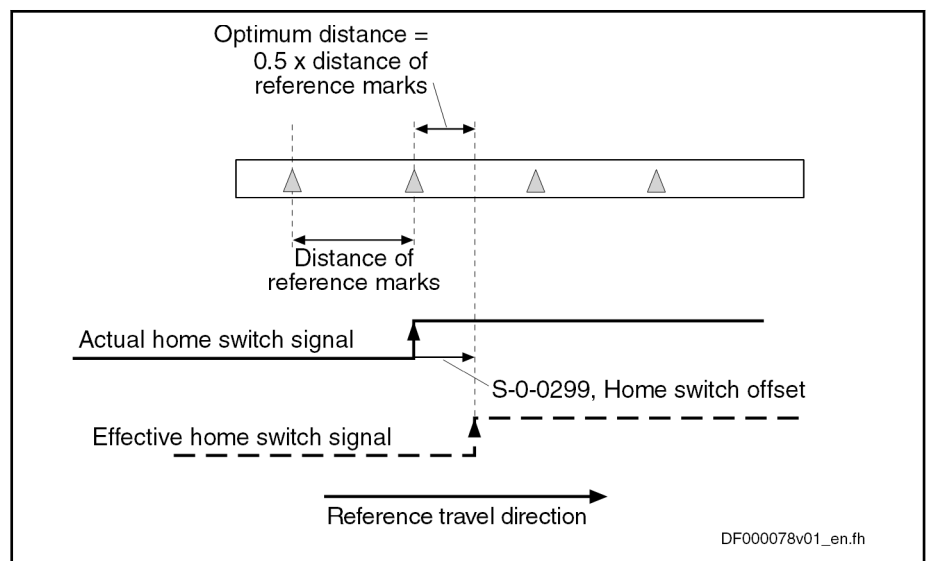 Optimum distance =
0.5 x distance of
reference marks
Distance of
reference marks
Actual home switch signal
S-0-0299, Home switch offset
Effective home switch signal
Reference travel direction
DF000078v01_en.fh